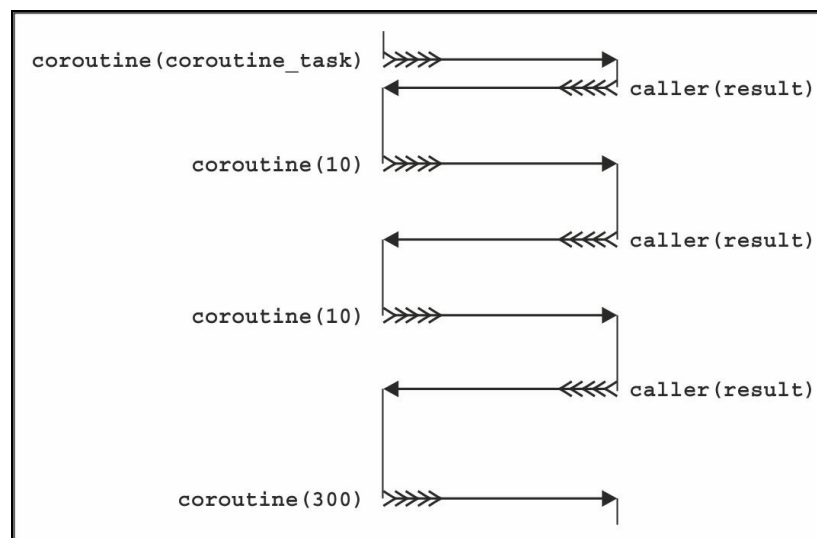 coroutine(coroutine_task)
caller(result)
coroutine(10)
caller(result)
coroutine(10)
caller(result)
coroutine(300)